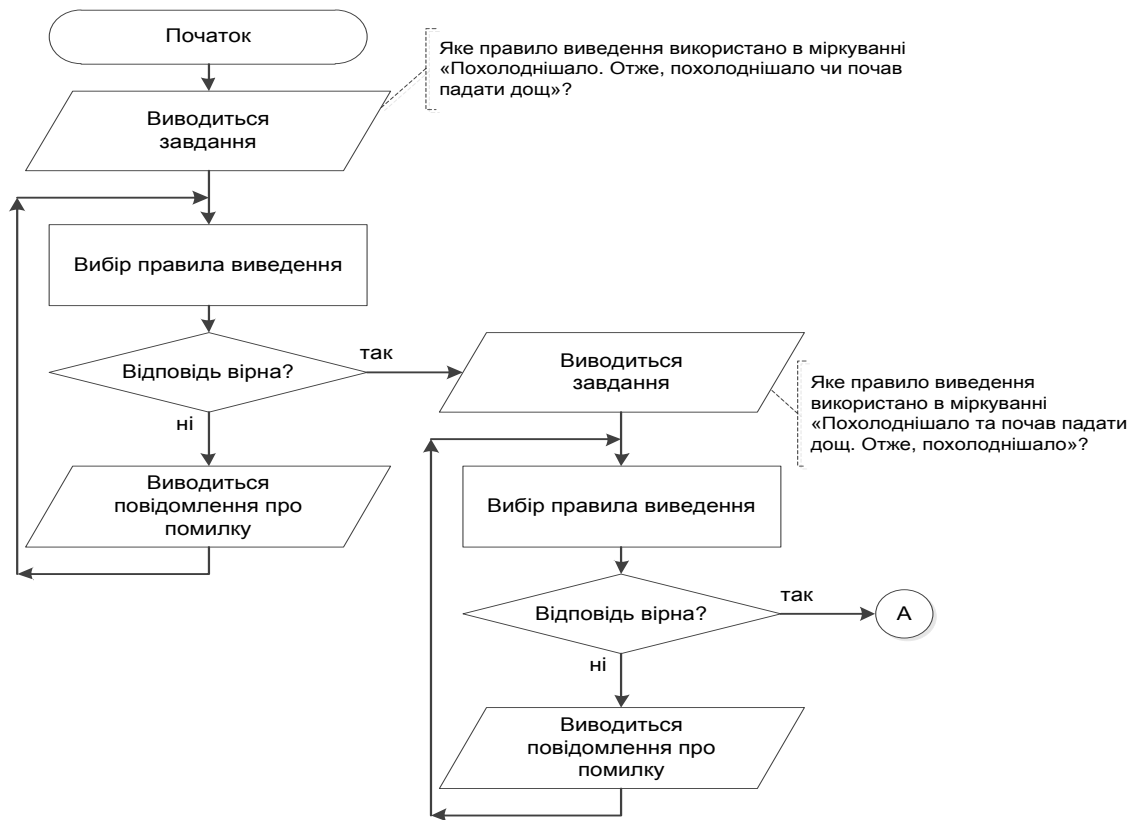 Початок
Яке правило виведення використано в міркуванні
«Похолоднішало. Отже, похолоднішало чи почав
падати дощ»?
Виводиться
завдання
Вибір правила виведення
Відповідь вірна?
так
ні
Виводиться
повідомлення про
помилку
Виводиться
завдання
Яке правило виведення
використано в міркуванні
«Похолоднішало та почав падати
дощ. Отже, похолоднішало»?
Вибір правила виведення
Відповідь вірна?
так
А
ні
Виводиться
повідомлення про
помилку